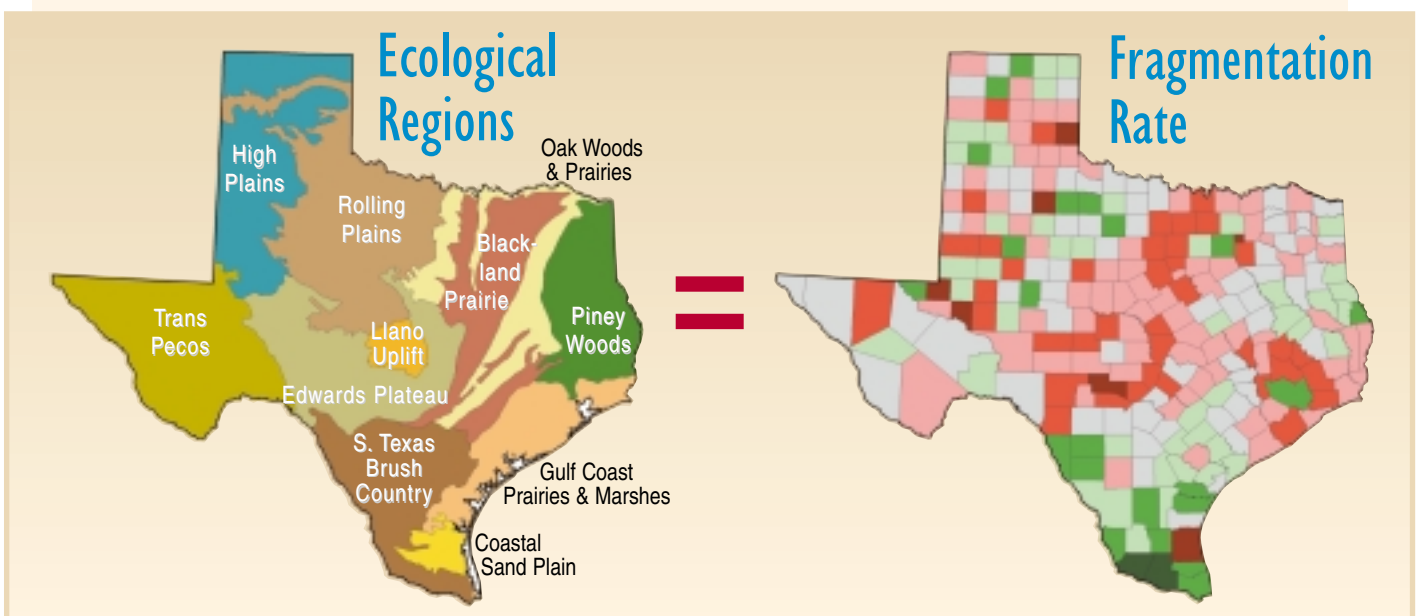 Ecological
Regions
Fragmentation
Rate
Oak Woods
& Prairies
High
Plains
Rolling
Plains
Black-
land
Prairie
Trans
Pecos
Llano
Uplift
Piney
Woods
Edwards Plateau
S. Texas
Brush
Country
Gulf Coast
Prairies & Marshes
Coastal
Sand Plain